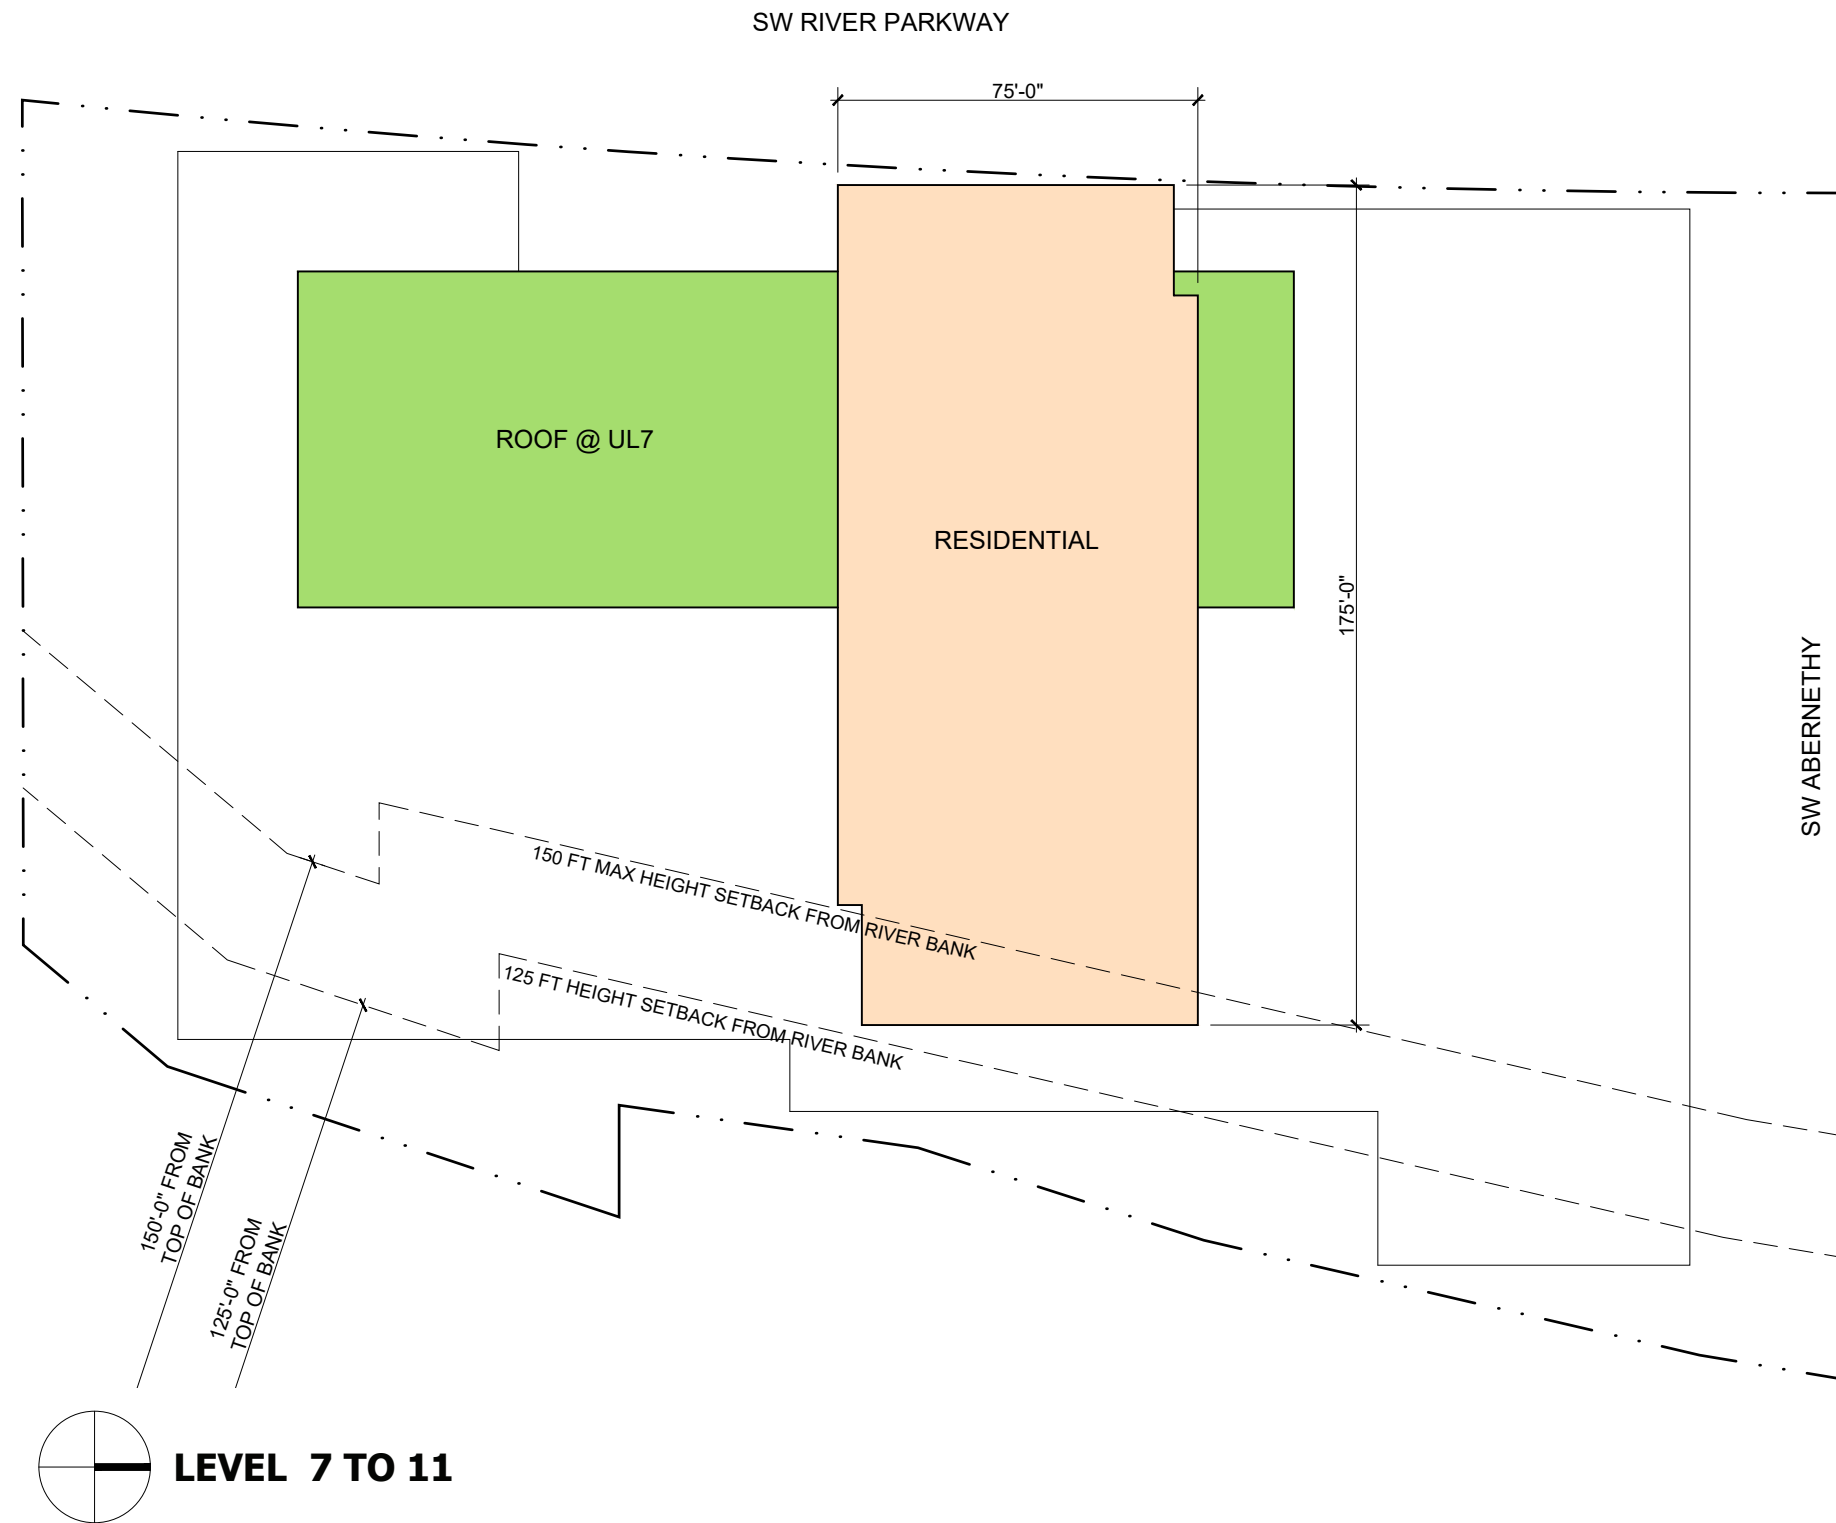 SW RIVER PARKWAY
75'-0"
ROOF @ UL7
RESIDENTIAL
175'-0"
SW ABERNETHY
150 FT MAX HEIGHT SETBACK FROM RIVER BANK
125 FT HEIGHT SETBACK FROM RIVER BANK
150'-0" FROM
TOP OF BANK
125'-0" FROM
TOP OF BANK
LEVEL 7 TO 11